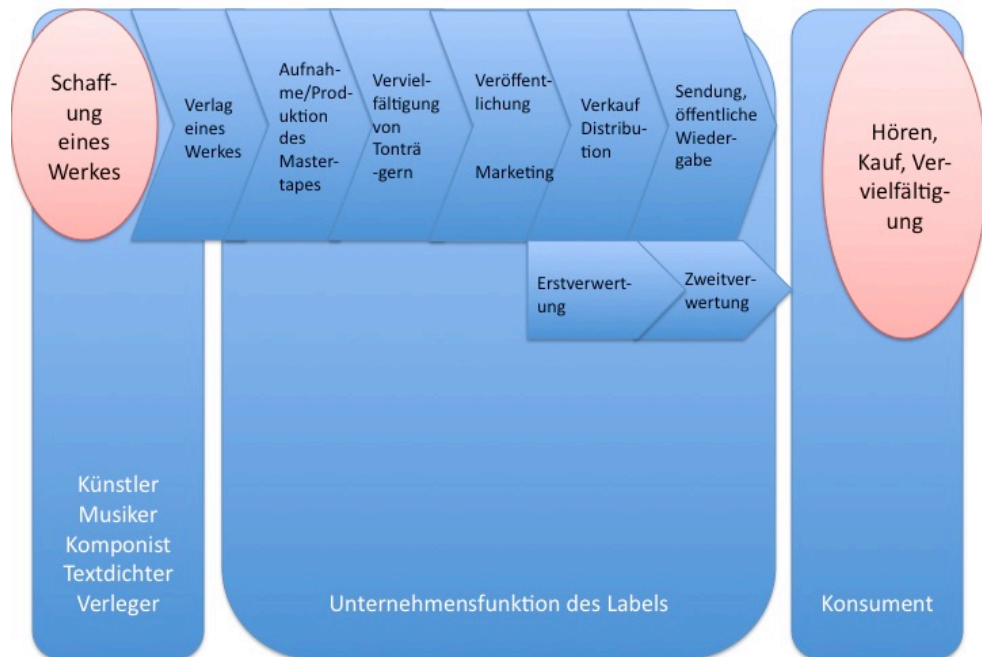 Schaff-
ung
eines
Werkes
Verlag
eines
Werkes
Aufnah-
me/Prod
uktion
des
Master-
tapes
Verviel-
fältigung
von
Tonträ
-gern
Veröffent-
lichung
Marketing
Verkauf
Distribu-
tion
Sendung,
öffentliche
Wieder-
gabe
Hören,
Kauf, Ver-
vielfältig-
ung
Erstverwert-
ung
Zweitver-
wertung
Künstler
Musiker
Komponist
Textdichter
Verleger
Unternehmensfunktion des Labels
Konsument